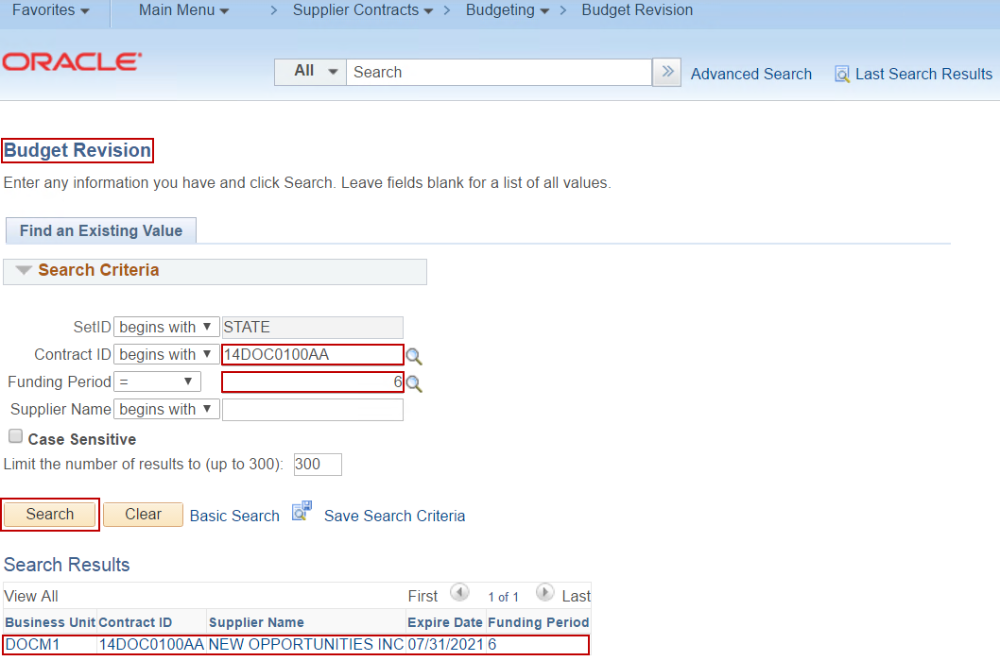 Favorites Main Menu > Supplier Contracts > Budgeting > Budget Revision
ORACLE
All Search Advanced Search Last Search Results
Budget Revision
Enter any information you have and click Search. Leave fields blank for a list of all values.
Find an Existing Value
Search Criteria
SetID begins with STATE
Contract ID begins with 14DOC0100AA
Funding Period = 6
Supplier Name begins with
Case Sensitive
Limit the number of results to (up to 300): 300
Search Clear Basic Search Save Search Criteria
Search Results
View All First 1 of 1 Last
Business Unit Contract ID Supplier Name Expire Date Funding Period
DOCM1 14DOC0100AA NEW OPPORTUNITIES INC 07/31/2021 6